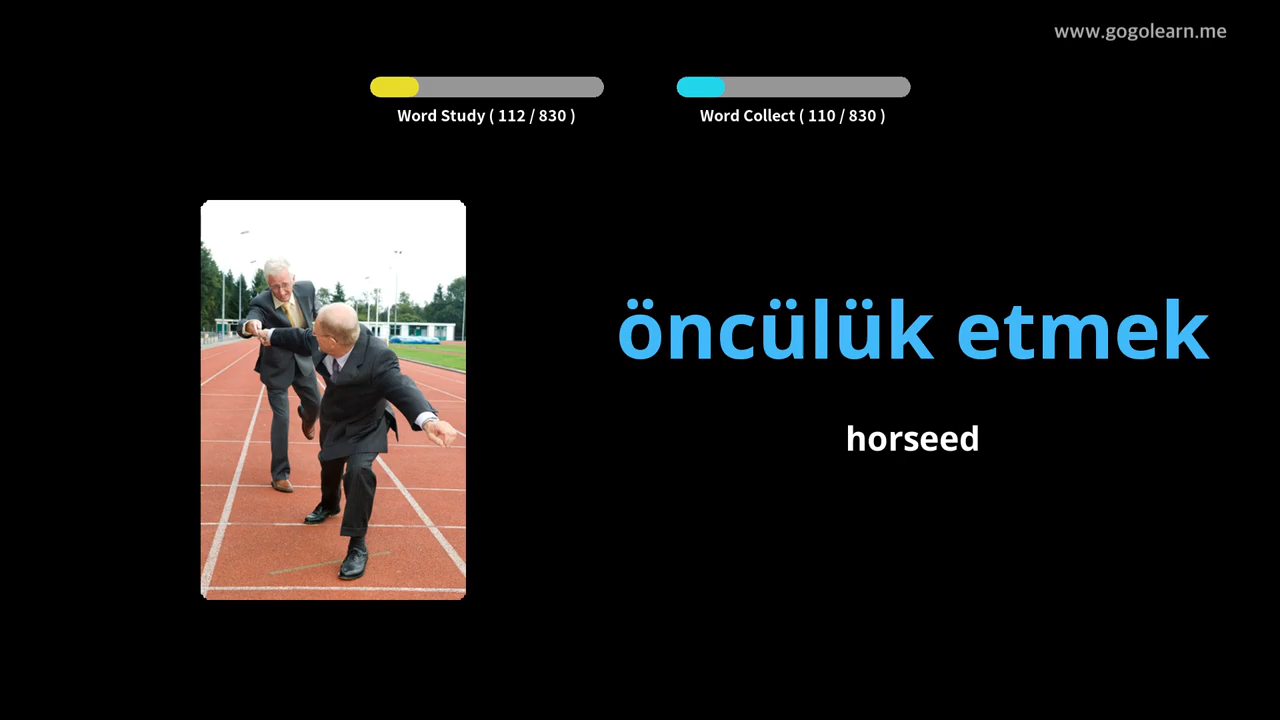 www.gogolearn.me
Word Study ( 112 / 830 )
Word Collect ( 110 / 830 )
öncülük etmek
horseed